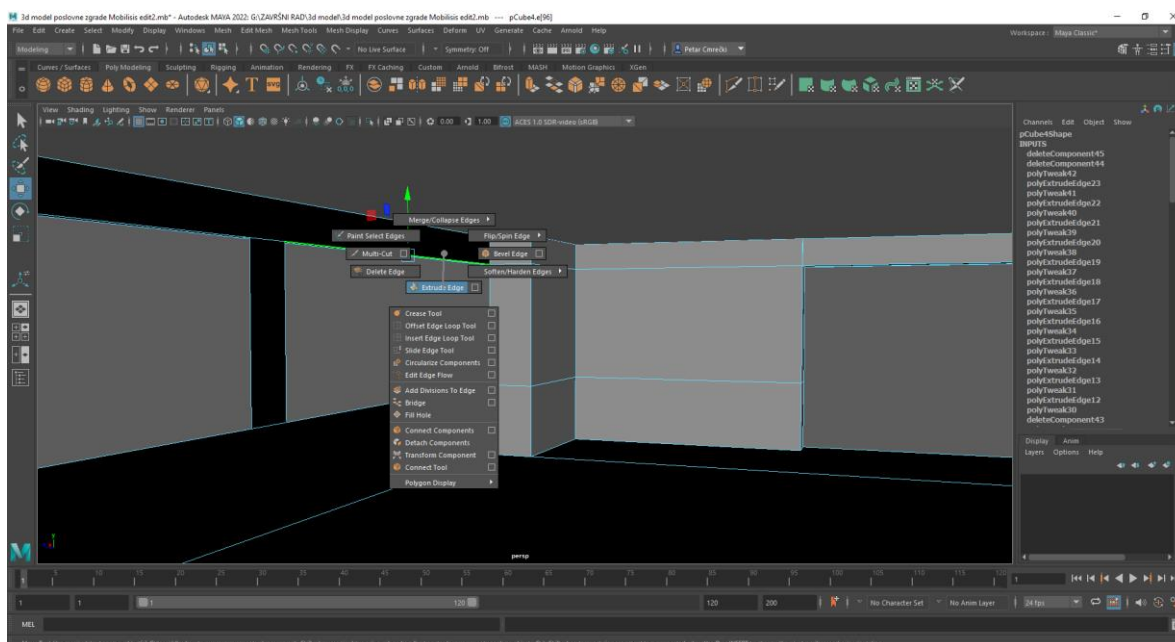 3d model poslovne zgrade Mobilisis edit2.mb* - Autodesk MAYA 2022: G:\ZAVRŠNI RAD\3d model\3d model poslovne zgrade Mobilisis edit2.mb --- pCube4.e[96]
File Edit Create Select Modify Display Windows Mesh Edit Mesh Mesh Tools Mesh Display Curves Surfaces Deform UV Generate Cache Arnold Help
Workspace: Maya Classic*
Modeling No Live Surface Symmetry: Off Petar Cmrečki
Curves / Surfaces Poly Modeling Sculpting Rigging Animation Rendering FX FX Caching Custom Arnold Bifrost MASH Motion Graphics XGen
View Shading Lighting Show Renderer Panels
0.00 1.00 ACES 1.0 SDR-video (sRGB)
Merge/Collapse Edges
Paint Select Edges Flip/Spin Edge
Multi-Cut Bevel Edge
Delete Edge Soften/Harden Edges
Extrude Edge
Crease Tool
Offset Edge Loop Tool
Insert Edge Loop Tool
Slide Edge Tool
Circularize Components
Edit Edge Flow
Add Divisions To Edge
Bridge
Fill Hole
Connect Components
Detach Components
Transform Component
Connect Tool
Polygon Display
persp
Channels Edit Object Show
pCube4Shape
INPUTS
deleteComponent45
deleteComponent44
polyTweak42
polyExtrudeEdge23
polyTweak41
polyExtrudeEdge22
polyTweak40
polyExtrudeEdge21
polyTweak39
polyExtrudeEdge20
polyTweak38
polyExtrudeEdge19
polyTweak37
polyExtrudeEdge18
polyTweak36
polyExtrudeEdge17
polyTweak35
polyExtrudeEdge16
polyTweak34
polyExtrudeEdge15
polyTweak33
polyExtrudeEdge14
polyTweak32
polyExtrudeEdge13
polyTweak31
polyExtrudeEdge12
polyTweak30
deleteComponent43
Display Anim
Layers Options Help
1 5 10 15 20 25 30 35 40 45 50 55 60 65 70 75 80 85 90 95 100 105 110 115 120 1
1 1 1 120 120 200 No Character Set No Anim Layer 24 fps
MEL